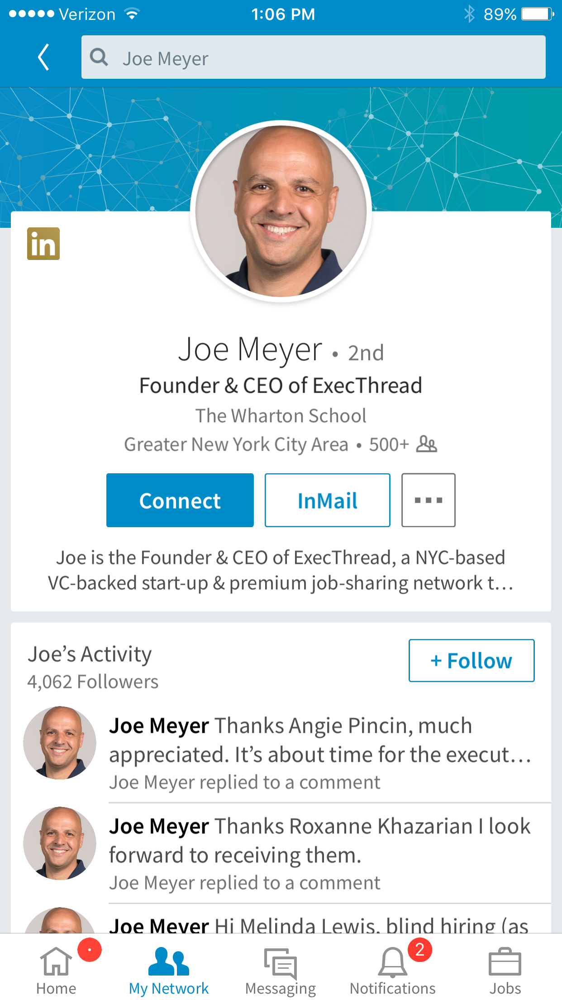 Verizon 1:06 PM 89%
Joe Meyer
in
Joe Meyer • 2nd
Founder & CEO of ExecThread
The Wharton School
Greater New York City Area • 500+
Connect InMail ...
Joe is the Founder & CEO of ExecThread, a NYC-based
VC-backed start-up & premium job-sharing network t...
Joe’s Activity
+ Follow
4,062 Followers
Joe Meyer Thanks Angie Pincin, much
appreciated. It’s about time for the execut...
Joe Meyer replied to a comment
Joe Meyer Thanks Roxanne Khazarian I look
forward to receiving them.
Joe Meyer replied to a comment
Joe Meyer Hi Melinda Lewis, blind hiring (as
2
Home My Network Messaging Notifications Jobs